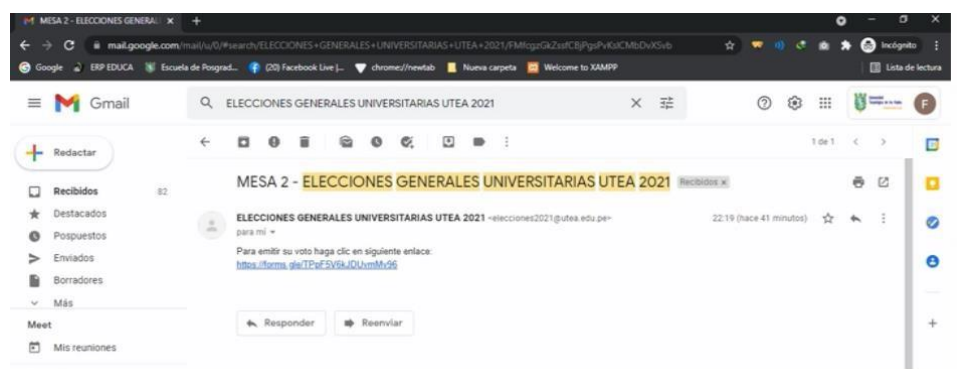 MESA 2 - ELECCIONES GENERAL
mail.google.com/mail/u/0/#search/ELECCIONES+GENERALES+UNIVERSITARIAS+UTEA+2021/
Incógnito
Google
ERP EDUCA
Escuela de Posgrad...
(20) Facebook Live |...
chrome://newtab
Nueva carpeta
Welcome to XAMPP
Lista de lectura
Gmail
ELECCIONES GENERALES UNIVERSITARIAS UTEA 2021
F
Redactar
1 de 1
Recibidos 82
Destacados
Pospuestos
Enviados
Borradores
Más
Meet
Mis reuniones
MESA 2 - ELECCIONES GENERALES UNIVERSITARIAS UTEA 2021 Recibidos x
ELECCIONES GENERALES UNIVERSITARIAS UTEA 2021 <elecciones2021@utea.edu.pe> 22:19 (hace 41 minutos)
para mí
Para emitir su voto haga clic en siguiente enlace:
https://forms.gle/
Responder
Reenviar